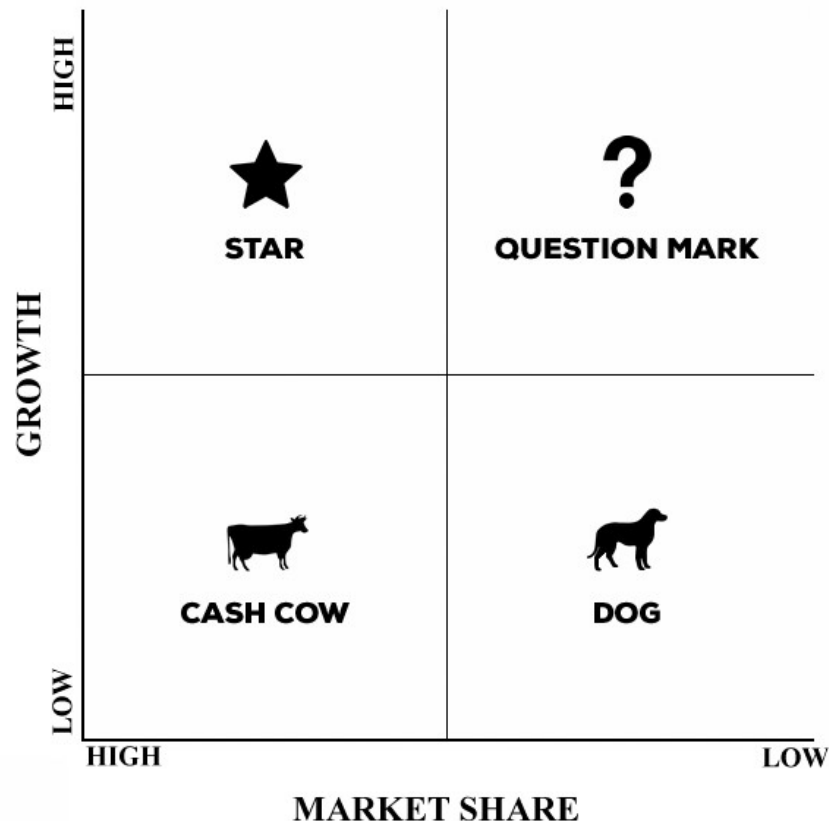 HIGH
STAR
QUESTION MARK
GROWTH
CASH COW
DOG
LOW
HIGH
LOW
MARKET SHARE